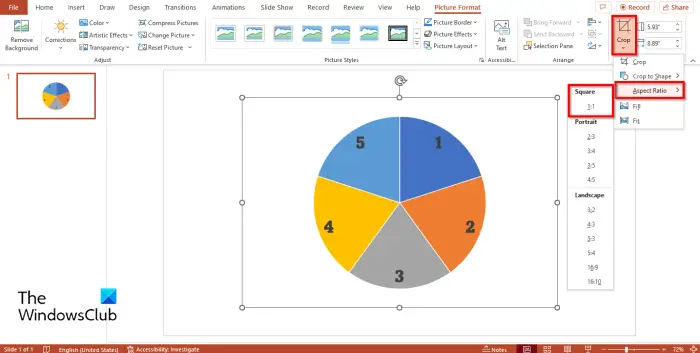 File Home Insert Draw Design Transitions Animations Slide Show Record Review View Help Picture Format Record Share
Remove Background
Corrections
Color
Artistic Effects
Transparency
Compress Pictures
Change Picture
Reset Picture
Adjust
Picture Styles
Picture Border
Picture Effects
Picture Layout
Alt Text
Accessibility
Bring Forward
Send Backward
Selection Pane
Arrange
Crop
5.93"
8.89"
Crop
Crop to Shape
Aspect Ratio
Fill
Fit
Square
1:1
Portrait
2:3
3:4
3:5
4:5
Landscape
3:2
4:3
5:3
5:4
16:9
16:10
1
5
1
4
2
3
The
WindowsClub
Slide 1 of 1 English (United States) Accessibility: Investigate Notes 72%